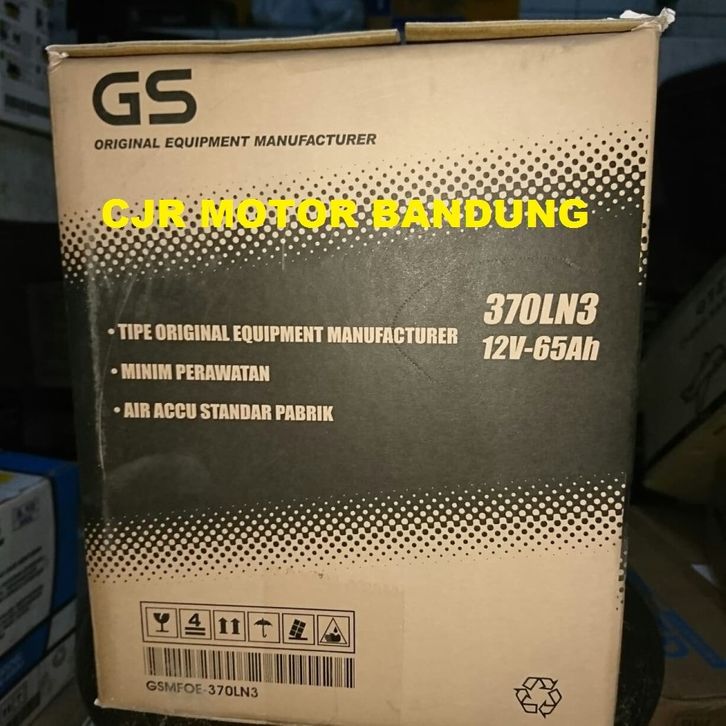 GS
ORIGINAL EQUIPMENT MANUFACTURER
CJR MOTOR BANDUNG
370LN3
12V-65Ah
• TIPE ORIGINAL EQUIPMENT MANUFACTURER
• MINIM PERAWATAN
• AIR ACCU STANDAR PABRIK
4
GSMFOE-370LN3
GS